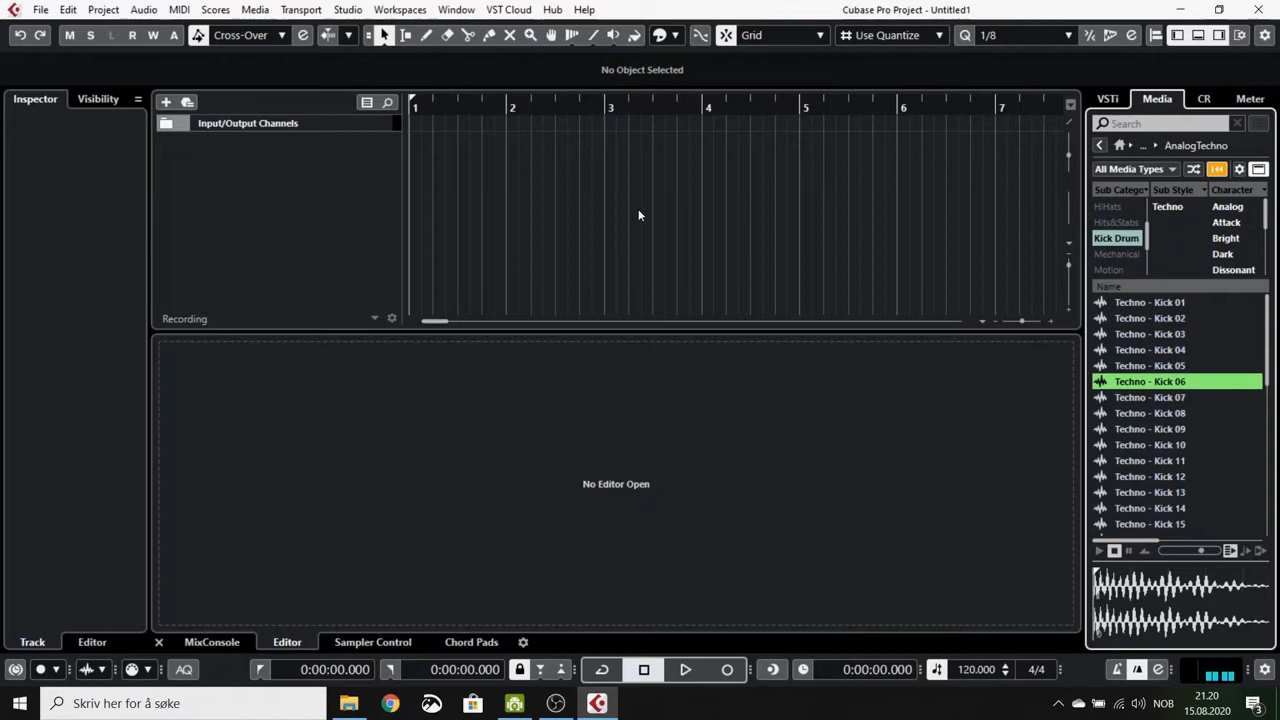 File Edit Project Audio MIDI Scores Media Transport Studio Workspaces Window VST Cloud Hub Help Cubase Pro Project - Untitled1
M S L R W A Cross-Over Grid Use Quantize 1/8
No Object Selected
Inspector Visibility
1 2 3 4 5 6 7
Input/Output Channels
Recording
No Editor Open
VSTi Media CR Meter
Search
... AnalogTechno
All Media Types
Sub Catego Sub Style Character
HiHats Techno Analog
Hits&Stabs Attack
Kick Drum Bright
Mechanical Dark
Motion Dissonant
Name
Techno - Kick 01
Techno - Kick 02
Techno - Kick 03
Techno - Kick 04
Techno - Kick 05
Techno - Kick 06
Techno - Kick 07
Techno - Kick 08
Techno - Kick 09
Techno - Kick 10
Techno - Kick 11
Techno - Kick 12
Techno - Kick 13
Techno - Kick 14
Techno - Kick 15
Track Editor MixConsole Editor Sampler Control Chord Pads
AQ 0:00:00.000 0:00:00.000 0:00:00.000 120.000 4/4
Skriv her for å søke NOB
21.20
15.08.2020
3